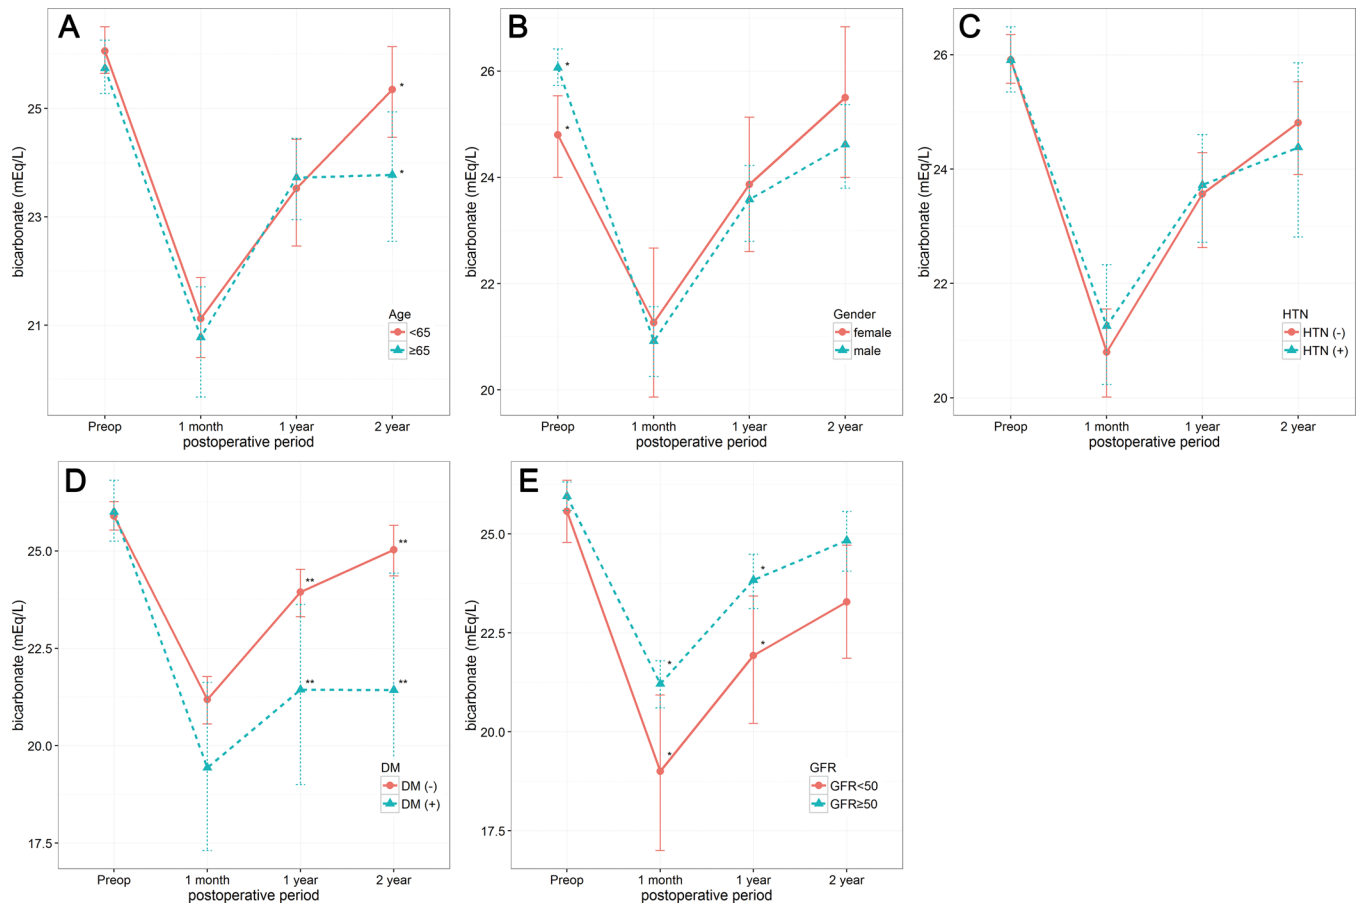 A
bicarbonate (mEq/L)
25
23
21
*
*
Age
<65
≥65
Preop 1 month 1 year 2 year
postoperative period
B
bicarbonate (mEq/L)
26
24
22
20
*
*
Gender
female
male
Preop 1 month 1 year 2 year
postoperative period
C
bicarbonate (mEq/L)
26
24
22
20
HTN
HTN (-)
HTN (+)
Preop 1 month 1 year 2 year
postoperative period
D
bicarbonate (mEq/L)
25.0
22.5
20.0
17.5
**
**
**
**
DM
DM (-)
DM (+)
Preop 1 month 1 year 2 year
postoperative period
E
bicarbonate (mEq/L)
25.0
22.5
20.0
17.5
*
*
*
*
GFR
GFR<50
GFR≥50
Preop 1 month 1 year 2 year
postoperative period